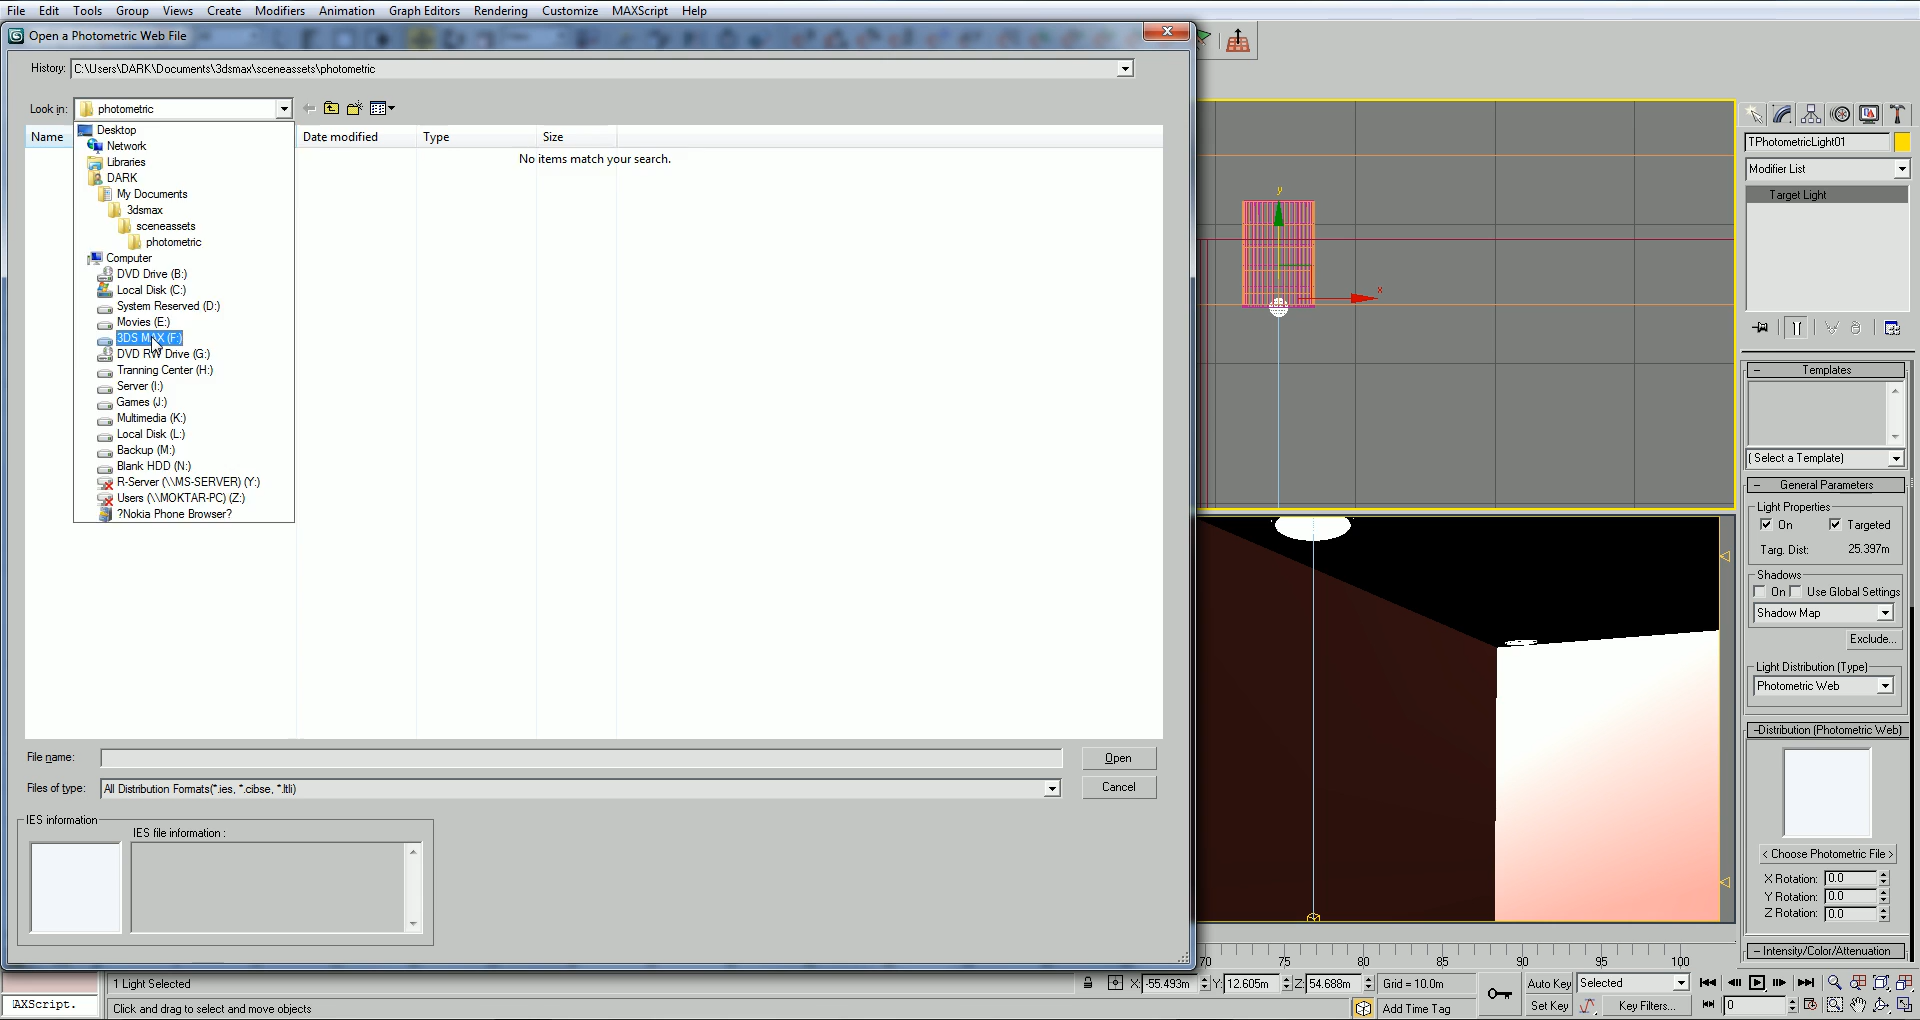 File Edit Tools Group Views Create Modifiers Animation Graph Editors Rendering Customize MAXScript Help
Open a Photometric Web File
History: C:\Users\DARK\Documents\3dsmax\sceneassets\photometric
Look in: photometric
Name Date modified Type Size
No items match your search.
Desktop
Network
Libraries
DARK
My Documents
3dsmax
sceneassets
photometric
Computer
DVD Drive (B:)
Local Disk (C:)
System Reserved (D:)
Movies (E:)
3DS MAX (F:)
DVD RW Drive (G:)
Tranning Center (H:)
Server (I:)
Games (J:)
Multimedia (K:)
Local Disk (L:)
Backup (M:)
Blank HDD (N:)
R-Server (\\MS-SERVER) (Y:)
Users (\\MOKTAR-PC) (Z:)
?Nokia Phone Browser?
File name:
Open
Files of type: All Distribution Formats(*.ies, *.cibse, *.ltli)
Cancel
IES information
IES file information :
y
x
TPhotometricLight01
Modifier List
Target Light
Templates
(Select a Template)
General Parameters
Light Properties
On Targeted
Targ. Dist: 25.397m
Shadows
On Use Global Settings
Shadow Map
Exclude...
Light Distribution (Type)
Photometric Web
-Distribution (Photometric Web)
< Choose Photometric File >
X Rotation: 0.0
Y Rotation: 0.0
Z Rotation: 0.0
Intensity/Color/Attenuation
70 75 80 85 90 95 100
1 Light Selected
X: -55.493m Y: 12.605m Z: 54.688m Grid = 10.0m
Auto Key Selected
AXScript.
Click and drag to select and move objects
Add Time Tag
Set Key Key Filters... 0